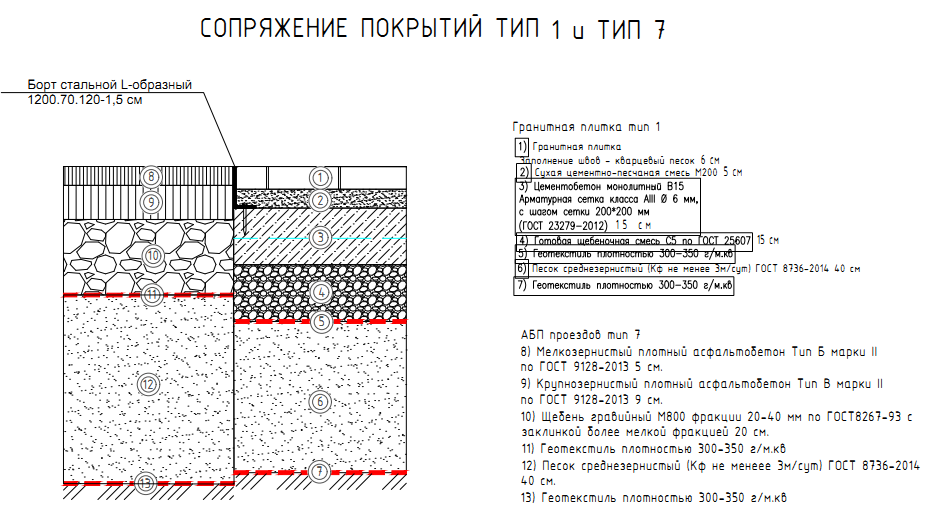 СОПРЯЖЕНИЕ ПОКРЫТИЙ ТИП 1 и ТИП 7
Борт стальной L-образный
1200.70.120-1,5 см
8
9
10
11
12
13
1
2
3
4
5
6
7
Гранитная плитка тип 1
1) Гранитная плитка
Заполнение швов - кварцевый песок 6 см
2) Сухая цементно-песчаная смесь М200 5 см
3) Цементобетон монолитный В15
Арматурная сетка класса АIII Ø 6 мм,
с шагом сетки 200*200 мм
(ГОСТ 23279-2012) 15 см
4) Готовая щебеночная смесь С5 по ГОСТ 25607 15 см
5) Геотекстиль плотностью 300-350 г/м.кв
6) Песок среднезернистый (Кф не менее 3м/сут) ГОСТ 8736-2014 40 см
7) Геотекстиль плотностью 300-350 г/м.кв
АБП проездов тип 7
8) Мелкозернистый плотный асфальтобетон Тип Б марки II
по ГОСТ 9128-2013 5 см.
9) Крупнозернистый плотный асфальтобетон Тип В марки II
по ГОСТ 9128-2013 9 см.
10) Щебень гравийный М800 фракции 20-40 мм по ГОСТ8267-93 с
заклинкой более мелкой фракцией 20 см.
11) Геотекстиль плотностью 300-350 г/м.кв
12) Песок среднезернистый (Кф не менеее 3м/сут) ГОСТ 8736-2014
40 см.
13) Геотекстиль плотностью 300-350 г/м.кв